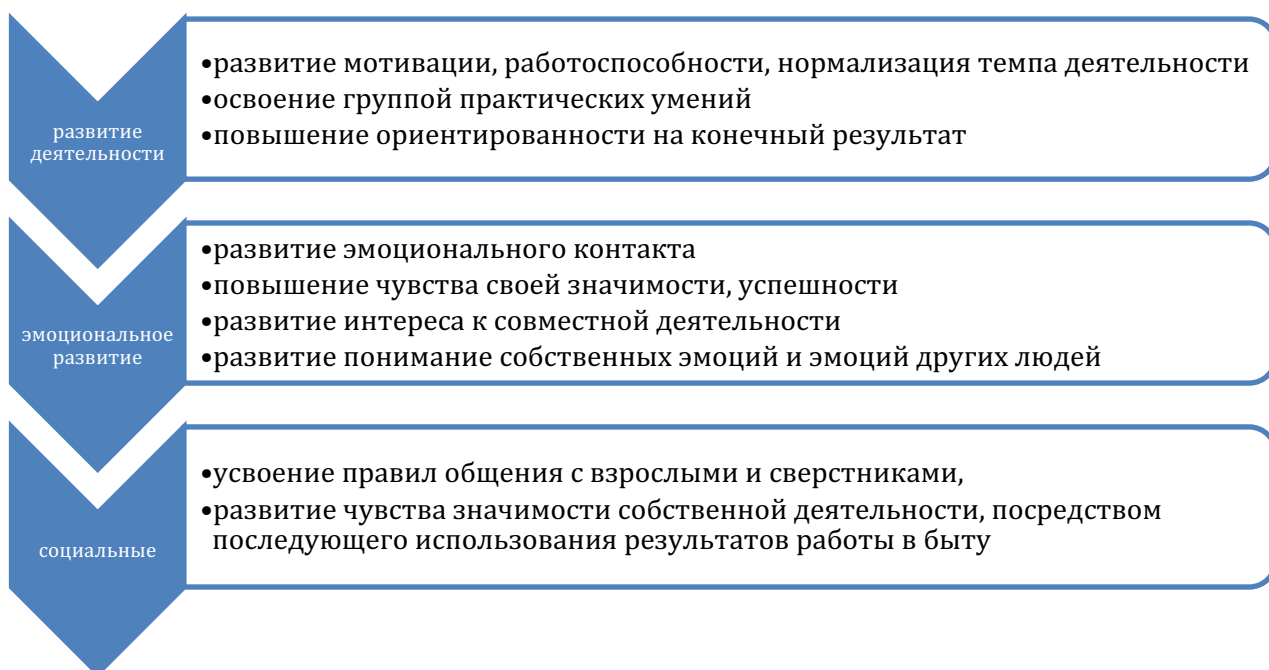 развитие
деятельности
•развитие мотивации, работоспособности, нормализация темпа деятельности
•освоение группой практических умений
•повышение ориентированности на конечный результат
эмоциональное
развитие
•развитие эмоционального контакта
•повышение чувства своей значимости, успешности
•развитие интереса к совместной деятельности
•развитие понимание собственных эмоций и эмоций других людей
социальные
•усвоение правил общения с взрослыми и сверстниками,
•развитие чувства значимости собственной деятельности, посредством
последующего использования результатов работы в быту